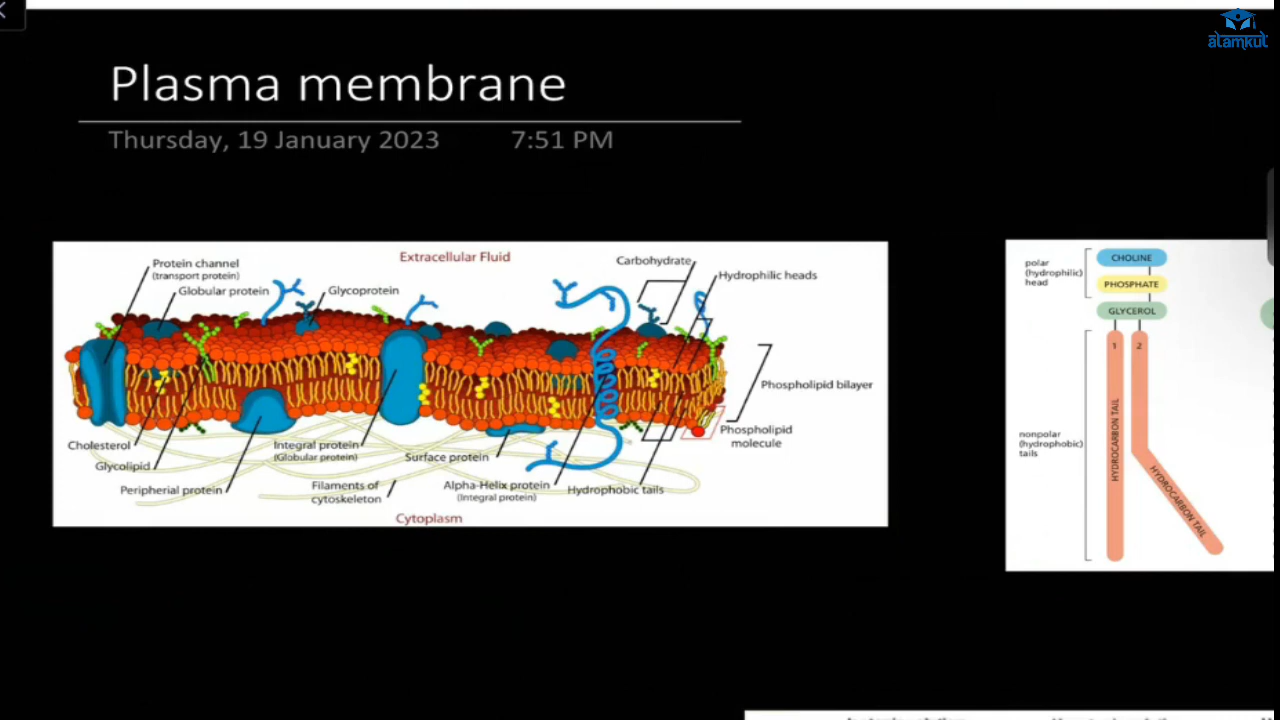 alamkut
Plasma membrane
Thursday, 19 January 2023 7:51 PM
Extracellular Fluid
Protein channel
(transport protein)
Globular protein
Glycoprotein
Carbohydrate
Hydrophilic heads
Phospholipid bilayer
Phospholipid
molecule
Cholesterol
Glycolipid
Peripherial protein
Integral protein
(Globular protein)
Filaments of
cytoskeleton
Surface protein
Alpha-Helix protein
(Integral protein)
Hydrophobic tails
Cytoplasm
polar
(hydrophilic)
head
CHOLINE
PHOSPHATE
GLYCEROL
1 2
nonpolar
(hydrophobic)
tails
HYDROCARBON TAIL
HYDROCARBON TAIL